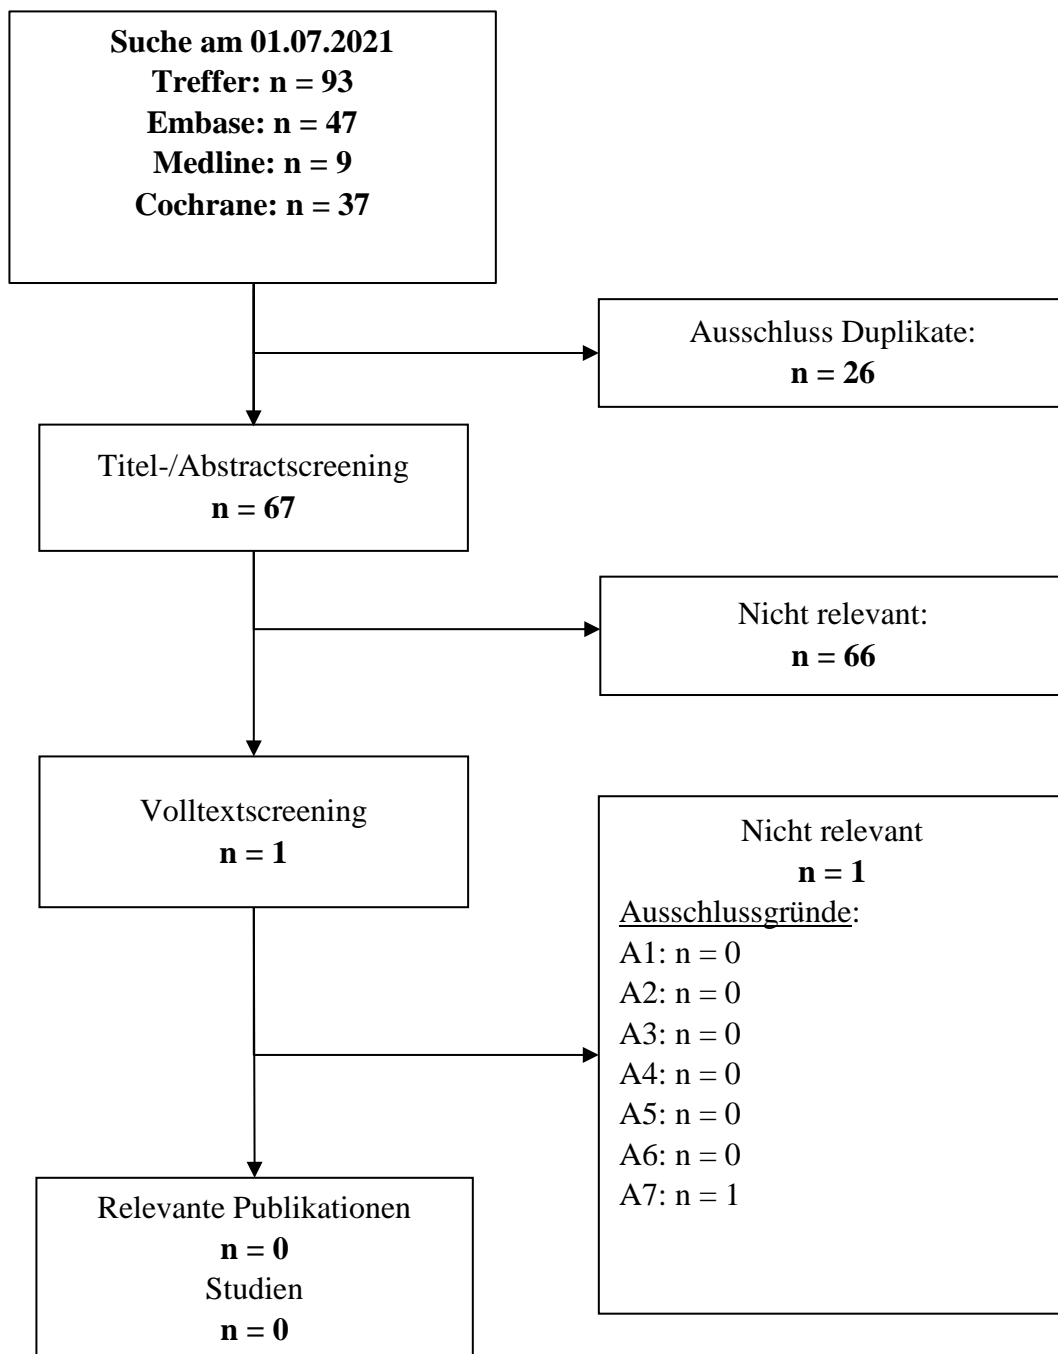 Suche am 01.07.2021
Treffer: n = 93
Embase: n = 47
Medline: n = 9
Cochrane: n = 37
Ausschluss Duplikate:
n = 26
Titel-/Abstractscreening
n = 67
Nicht relevant:
n = 66
Volltextscreening
n = 1
Nicht relevant
n = 1
Ausschlussgründe:
A1: n = 0
A2: n = 0
A3: n = 0
A4: n = 0
A5: n = 0
A6: n = 0
A7: n = 1
Relevante Publikationen
n = 0
Studien
n = 0